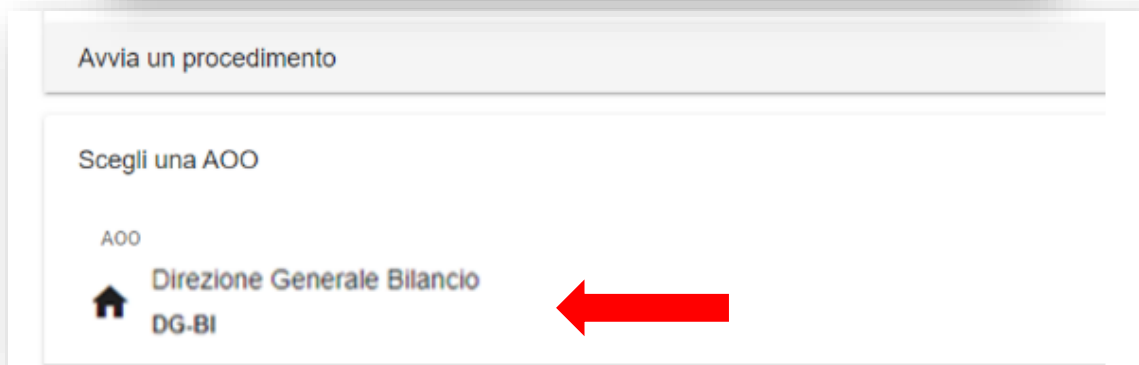 Avvia un procedimento
Scegli una AOO
AOO
Direzione Generale Bilancio
DG-BI